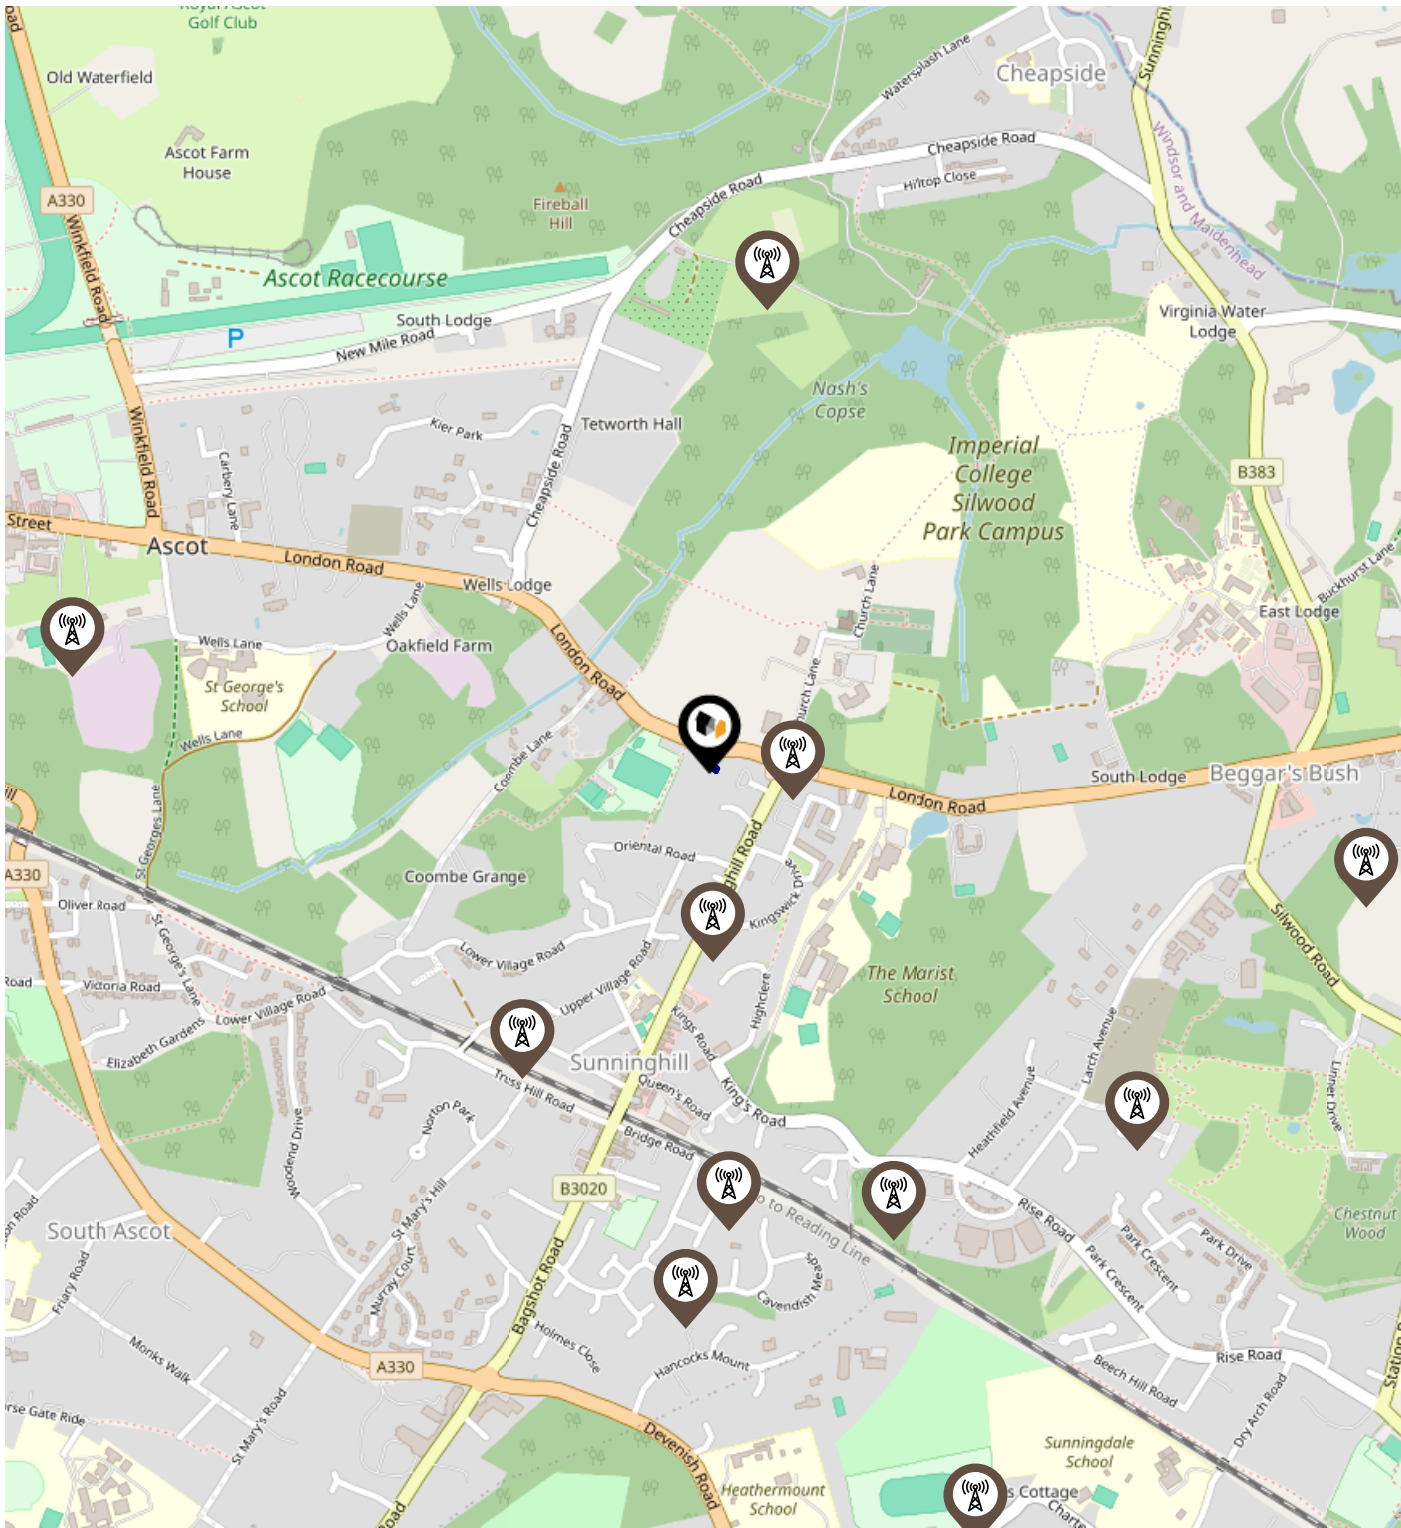 Royal Ascot
Golf Club
Old Waterfield
Ascot Farm
House
A330
Winkfield Road
Fireball
Hill
Ascot Racecourse
P
South Lodge
New Mile Road
Cheapside Road
Watersplash Lane
Cheapside
Cheapside Road
Hilltop Close
Windsor and Maidenhead
Virginia Water
Lodge
Nash's
Copse
Tetworth Hall
Kier Park
Cheapside Road
Carbery Lane
Winkfield Road
Imperial
College
Silwood
Park Campus
B383
Street
Ascot
London Road
Wells Lodge
Wells Lane
Wells Lane
Oakfield Farm
London Road
Church Lane
Buckhurst Lane
East Lodge
St George's
School
Wells Lane
St Georges Lane
Coombe Lane
South Lodge
Beggar's Bush
London Road
Oriental Road
Coombe Grange
A330
Oliver Road
St George's Lane
Lower Village Road
Upper Village Road
Kingswick Drive
The Marist
School
Silwood Road
Road
Victoria Road
Lower Village Road
Elizabeth Gardens
Highclere
Kings Road
Sunninghill
Queen's Road
King's Road
Larch Avenue
Heathfield Avenue
Linner Drive
Woodend Drive
Norton Park
Truss Hill Road
Bridge Road
B3020
St Mary's Hill
South Ascot
Friary Road
Murray Court
Bagshot Road
to Reading Line
Cavendish Meads
Rise Road
Park Crescent
Park Crescent
Park Drive
Chestnut
Wood
Holmes Close
Hancocks Mount
Monks Walk
A330
St Mary's Road
Devenish Road
Rise Road
Beech Hill Road
Dry Arch Road
Heathermount
School
Sunningdale
School
Cottage
Road